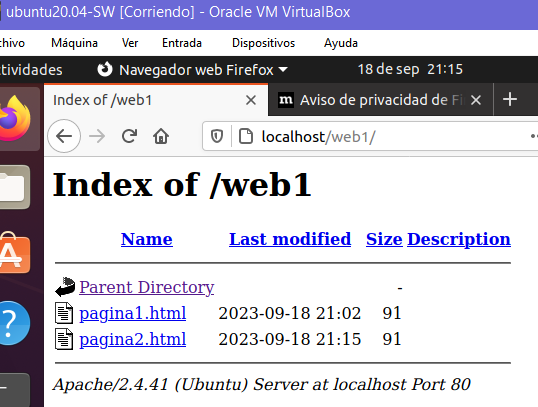 ubuntu20.04-SW [Corriendo] - Oracle VM VirtualBox
chivo Máquina Ver Entrada Dispositivos Ayuda
ctividades Navegador web Firefox 18 de sep 21:15
Index of /web1 Aviso de privacidad de Fi
localhost/web1/
Index of /web1
Name Last modified Size Description
Parent Directory -
pagina1.html 2023-09-18 21:02 91
pagina2.html 2023-09-18 21:15 91
Apache/2.4.41 (Ubuntu) Server at localhost Port 80